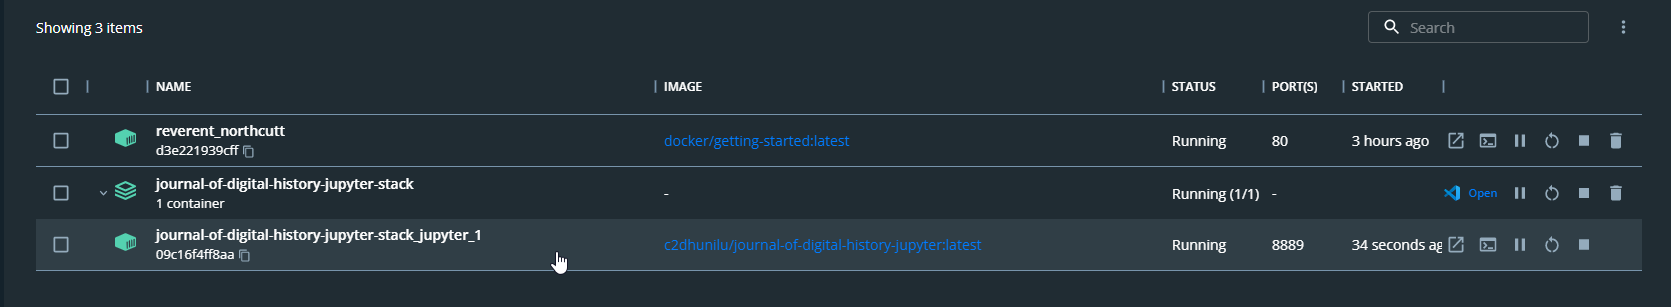 Showing 3 items
Search
NAME IMAGE STATUS PORT(S) STARTED
reverent_northcutt
d3e221939cff
docker/getting-started:latest Running 80 3 hours ago
journal-of-digital-history-jupyter-stack
1 container
- Running (1/1) - Open
journal-of-digital-history-jupyter-stack_jupyter_1
09c16f4ff8aa
c2dhunilu/journal-of-digital-history-jupyter:latest Running 8889 34 seconds ag